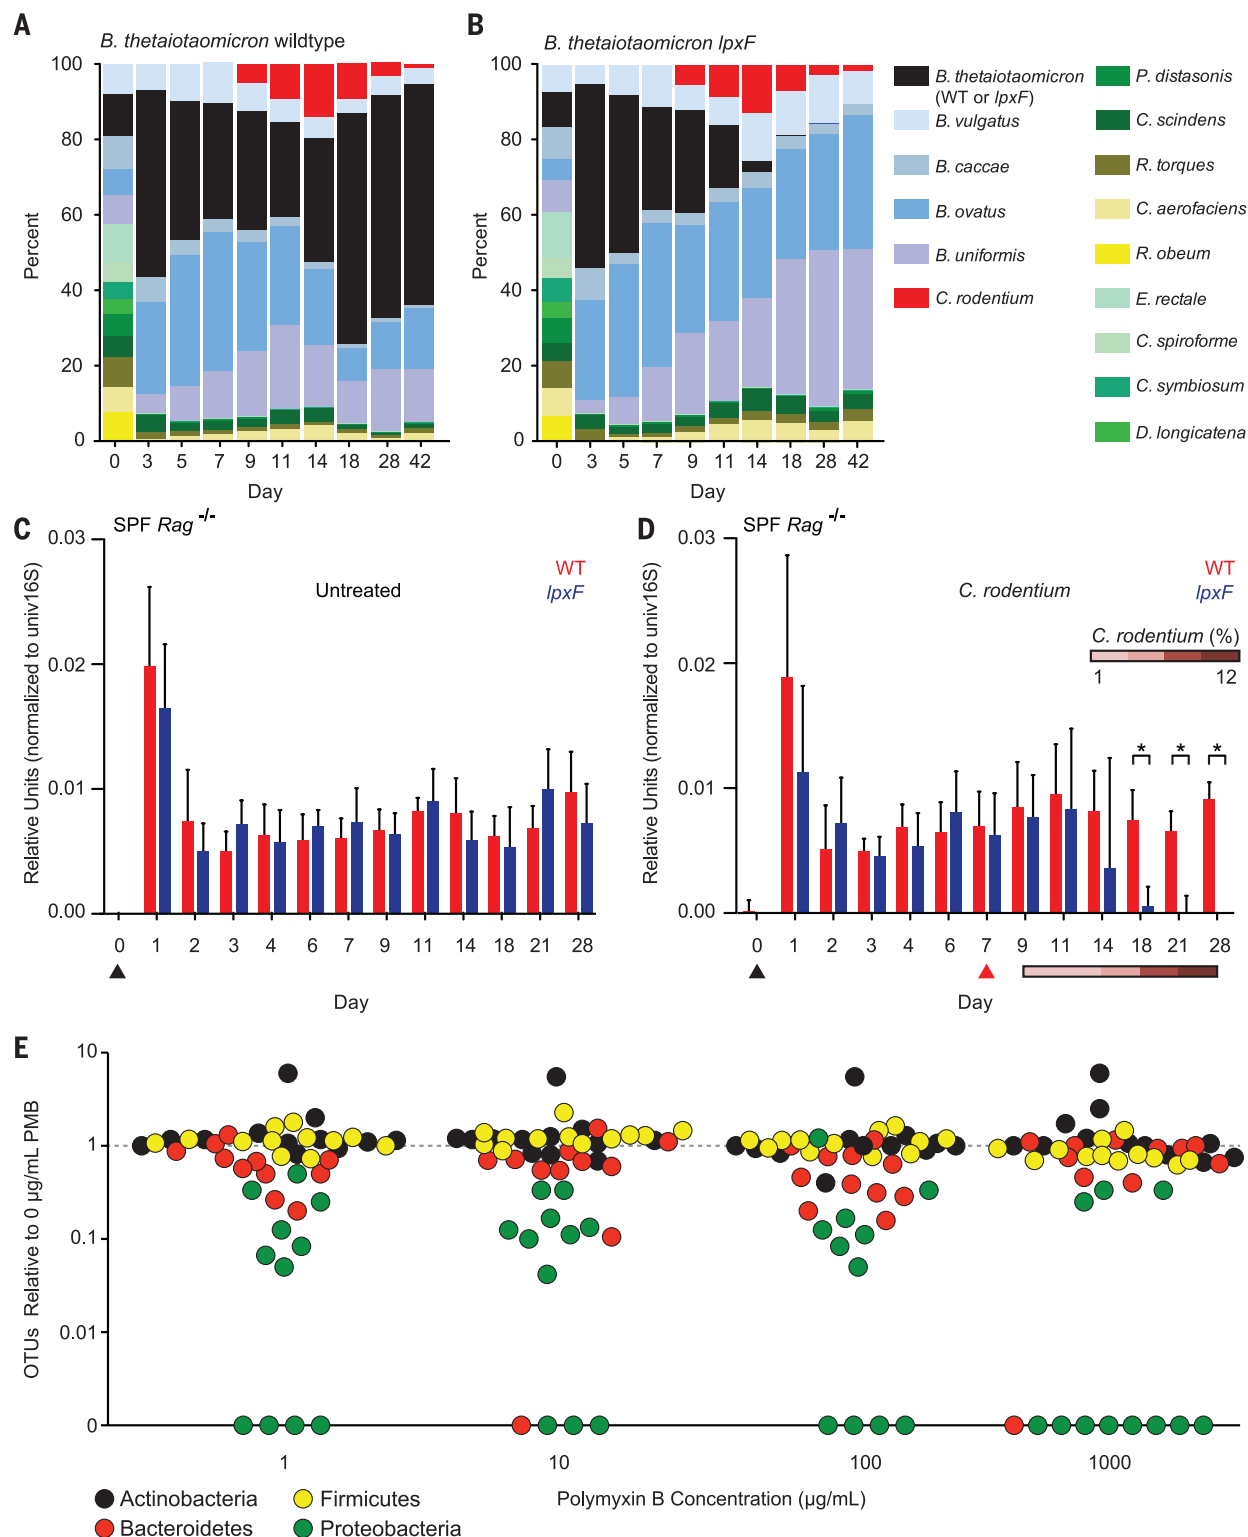 A
B. thetaiotaomicron wildtype
Percent
100
80
60
40
20
0
0 3 5 7 9 11 14 18 28 42
Day
B
B. thetaiotaomicron lpxF
Percent
100
80
60
40
20
0
0 3 5 7 9 11 14 18 28 42
Day
B. thetaiotaomicron
(WT or lpxF)
B. vulgatus
B. caccae
B. ovatus
B. uniformis
C. rodentium
P. distasonis
C. scindens
R. torques
C. aerofaciens
R. obeum
E. rectale
C. spiroforme
C. symbiosum
D. longicatena
C
SPF Rag -/-
Relative Units (normalized to univ16S)
0.03
0.02
0.01
0.00
Untreated
WT
lpxF
0 1 2 3 4 6 7 9 11 14 18 21 28
Day
D
SPF Rag -/-
Relative Units (normalized to univ16S)
0.03
0.02
0.01
0.00
C. rodentium
WT
lpxF
C. rodentium (%)
1 12
* * *
0 1 2 3 4 6 7 9 11 14 18 21 28
Day
E
OTUs Relative to 0 µg/mL PMB
10
1
0.1
0.01
0
1 10 100 1000
Polymyxin B Concentration (µg/mL)
Actinobacteria
Firmicutes
Bacteroidetes
Proteobacteria